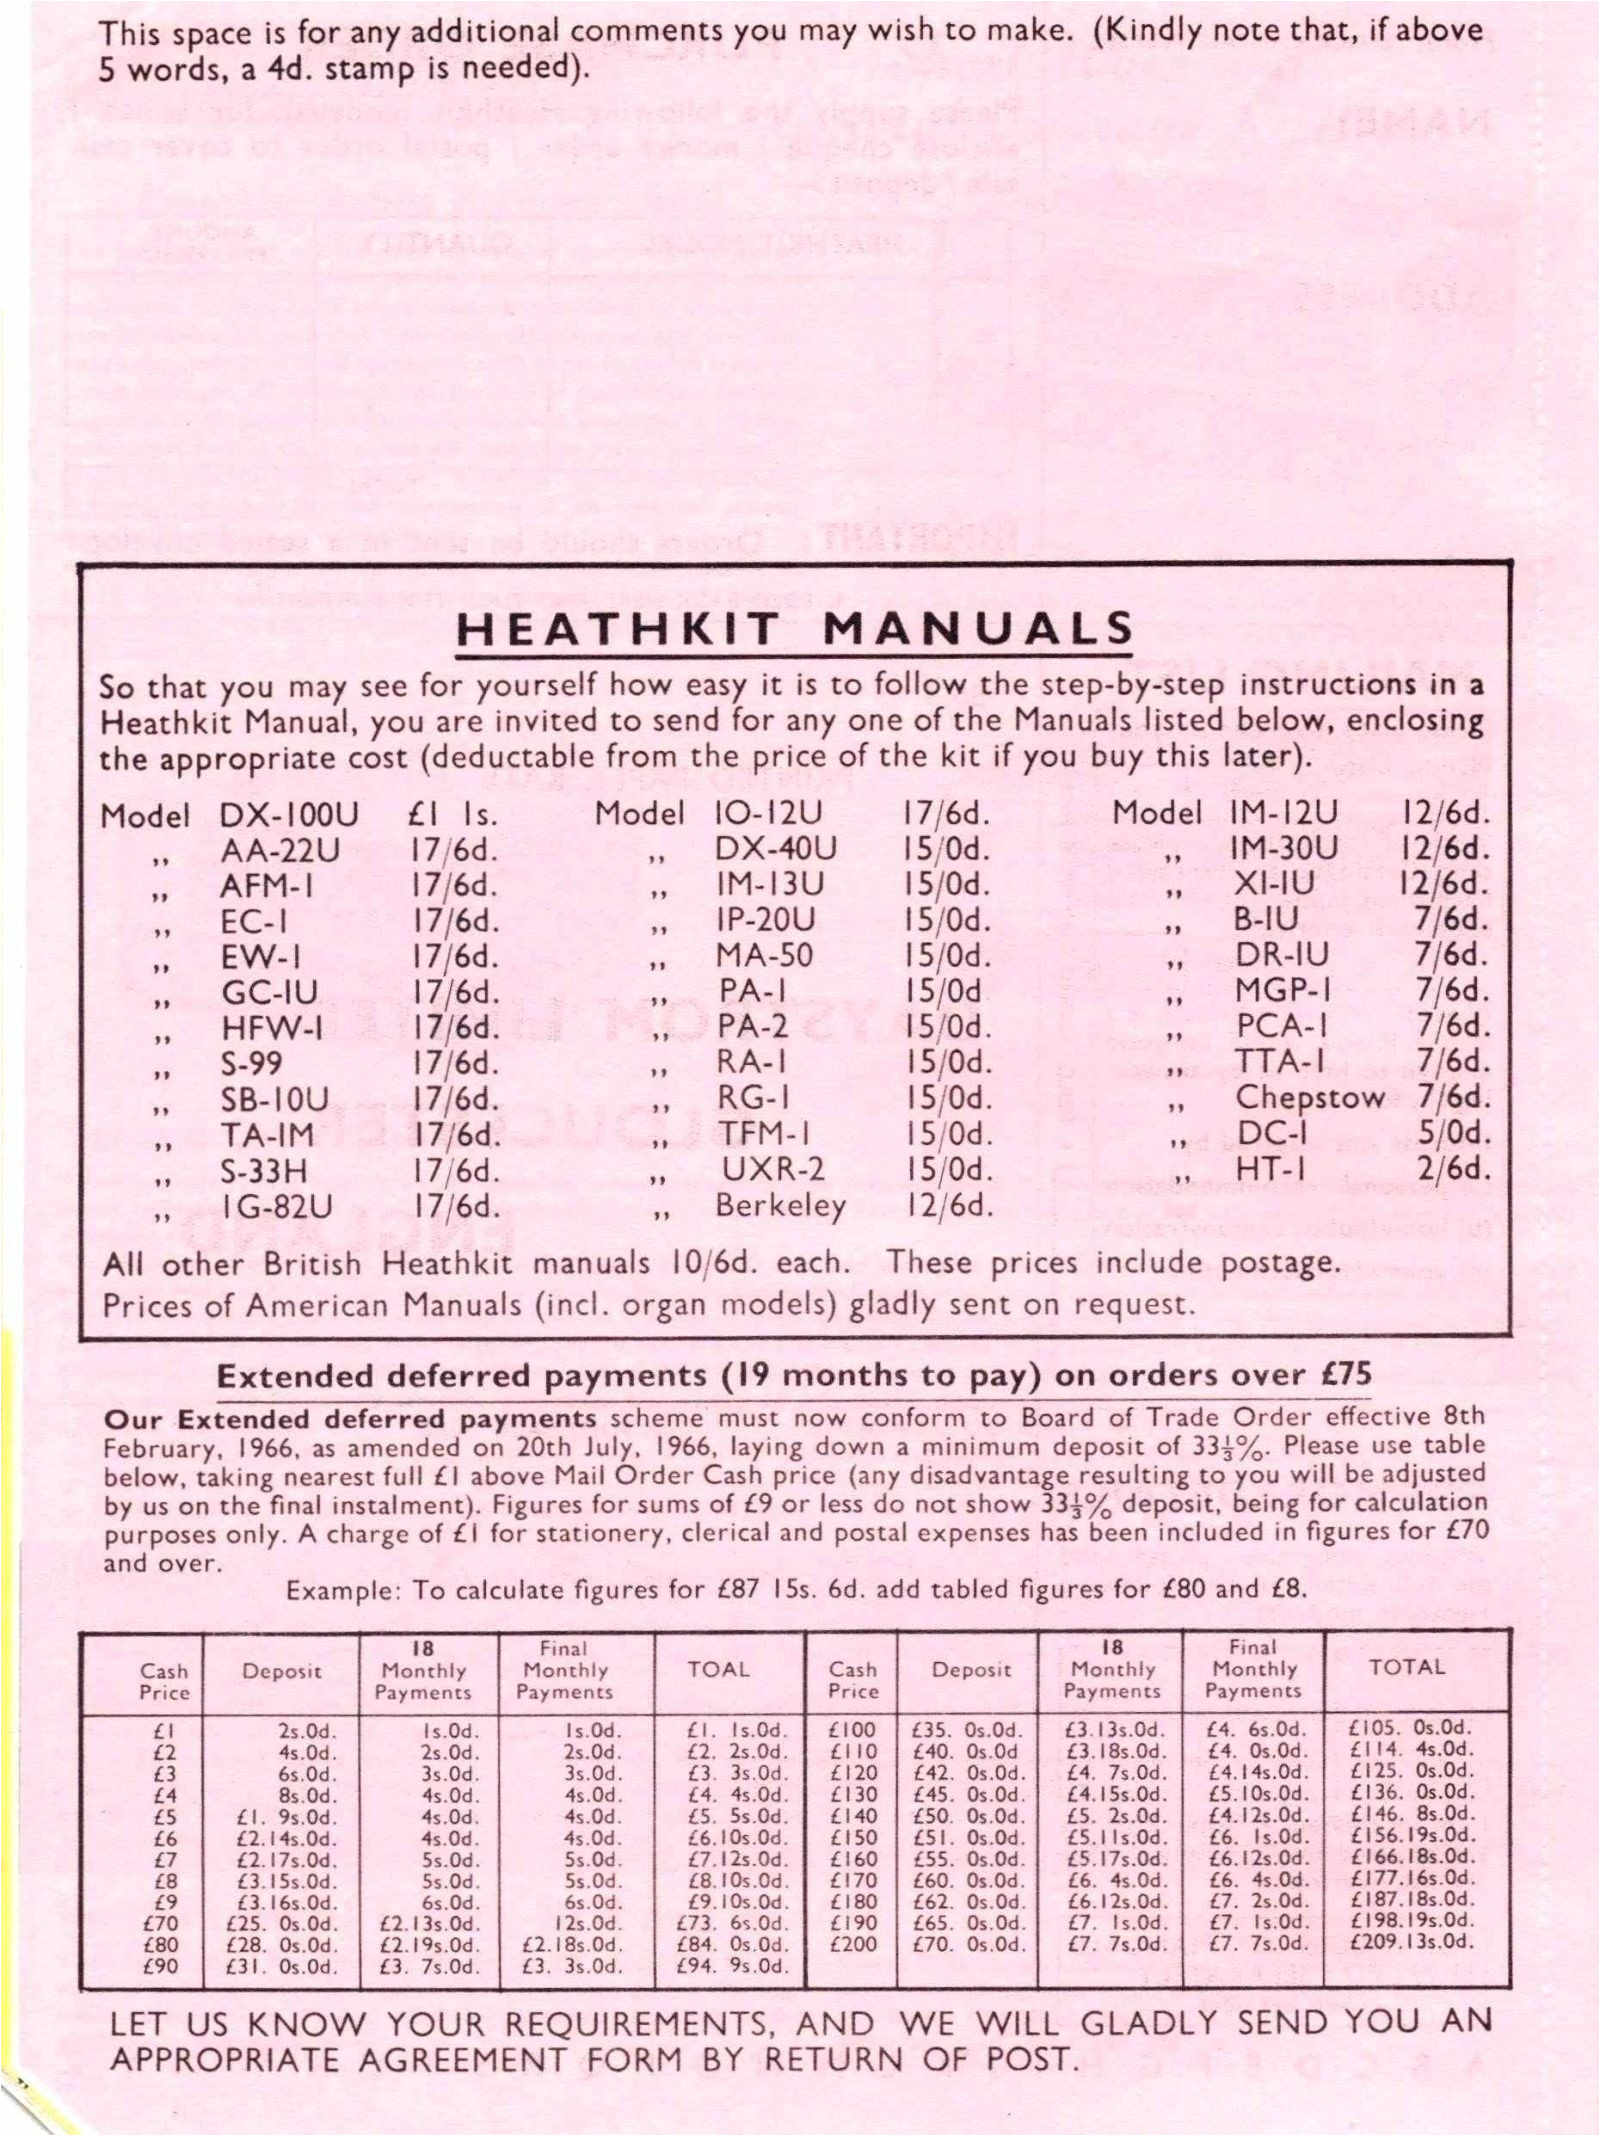 This space is for any additional comments you may wish to make. (Kindly note that, if above
5 words, a 4d. stamp is needed).
HEATHKIT MANUALS
So that you may see for yourself how easy it is to follow the step-by-step instructions in a
Heathkit Manual, you are invited to send for any one of the Manuals listed below, enclosing
the appropriate cost (deductable from the price of the kit if you buy this later).
Model DX-100U £1 1s. Model IO-12U 17/6d. Model IM-12U 12/6d.
,, AA-22U 17/6d. ,, DX-40U 15/0d. ,, IM-30U 12/6d.
,, AFM-1 17/6d. ,, IM-13U 15/0d. ,, XI-IU 12/6d.
,, EC-1 17/6d. ,, IP-20U 15/0d. ,, B-IU 7/6d.
,, EW-1 17/6d. ,, MA-50 15/0d. ,, DR-IU 7/6d.
,, GC-IU 17/6d. ,, PA-1 15/0d ,, MGP-1 7/6d.
,, HFW-1 17/6d. ,, PA-2 15/0d. ,, PCA-1 7/6d.
,, S-99 17/6d. ,, RA-1 15/0d. ,, TTA-1 7/6d.
,, SB-10U 17/6d. ,, RG-1 15/0d. ,, Chepstow 7/6d.
,, TA-IM 17/6d. ,, TFM-1 15/0d. ,, DC-1 5/0d.
,, S-33H 17/6d. ,, UXR-2 15/0d. ,, HT-1 2/6d.
,, IG-82U 17/6d. ,, Berkeley 12/6d.
All other British Heathkit manuals 10/6d. each. These prices include postage.
Prices of American Manuals (incl. organ models) gladly sent on request.
Extended deferred payments (19 months to pay) on orders over £75
Our Extended deferred payments scheme must now conform to Board of Trade Order effective 8th
February, 1966, as amended on 20th July, 1966, laying down a minimum deposit of 33⅓%. Please use table
below, taking nearest full £1 above Mail Order Cash price (any disadvantage resulting to you will be adjusted
by us on the final instalment). Figures for sums of £9 or less do not show 33⅓% deposit, being for calculation
purposes only. A charge of £1 for stationery, clerical and postal expenses has been included in figures for £70
and over.
Example: To calculate figures for £87 15s. 6d. add tabled figures for £80 and £8.
Cash Price Deposit 18 Monthly Payments Final Monthly Payments TOAL Cash Price Deposit 18 Monthly Payments Final Monthly Payments TOTAL
£1 2s.0d. 1s.0d. 1s.0d. £1. 1s.0d. £100 £35. 0s.0d. £3.13s.0d. £4. 6s.0d. £105. 0s.0d.
£2 4s.0d. 2s.0d. 2s.0d. £2. 2s.0d. £110 £40. 0s.0d £3.18s.0d. £4. 0s.0d. £114. 4s.0d.
£3 6s.0d. 3s.0d. 3s.0d. £3. 3s.0d. £120 £42. 0s.0d. £4. 7s.0d. £4.14s.0d. £125. 0s.0d.
£4 8s.0d. 4s.0d. 4s.0d. £4. 4s.0d. £130 £45. 0s.0d. £4.15s.0d. £5.10s.0d. £136. 0s.0d.
£5 £1. 9s.0d. 4s.0d. 4s.0d. £5. 5s.0d. £140 £50. 0s.0d. £5. 2s.0d. £4.12s.0d. £146. 8s.0d.
£6 £2.14s.0d. 4s.0d. 4s.0d. £6.10s.0d. £150 £51. 0s.0d. £5.11s.0d. £6. 1s.0d. £156.19s.0d.
£7 £2.17s.0d. 5s.0d. 5s.0d. £7.12s.0d. £160 £55. 0s.0d. £5.17s.0d. £6.12s.0d. £166.18s.0d.
£8 £3.15s.0d. 5s.0d. 5s.0d. £8.10s.0d. £170 £60. 0s.0d. £6. 4s.0d. £6. 4s.0d. £177.16s.0d.
£9 £3.16s.0d. 6s.0d. 6s.0d. £9.10s.0d. £180 £62. 0s.0d. £6.12s.0d. £7. 2s.0d. £187.18s.0d.
£70 £25. 0s.0d. £2.13s.0d. 12s.0d. £73. 6s.0d. £190 £65. 0s.0d. £7. 1s.0d. £7. 1s.0d. £198.19s.0d.
£80 £28. 0s.0d. £2.19s.0d. £2.18s.0d. £84. 0s.0d. £200 £70. 0s.0d. £7. 7s.0d. £7. 7s.0d. £209.13s.0d.
£90 £31. 0s.0d. £3. 7s.0d. £3. 3s.0d. £94. 9s.0d.
LET US KNOW YOUR REQUIREMENTS, AND WE WILL GLADLY SEND YOU AN
APPROPRIATE AGREEMENT FORM BY RETURN OF POST.